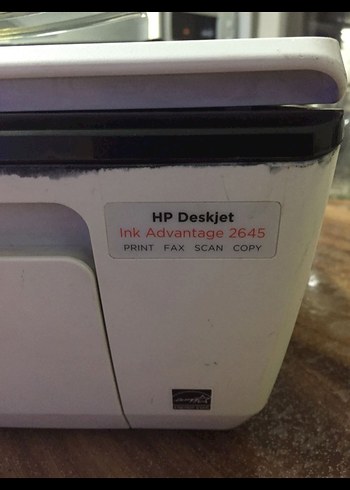 HP Deskjet
Ink Advantage 2645
PRINT FAX SCAN COPY